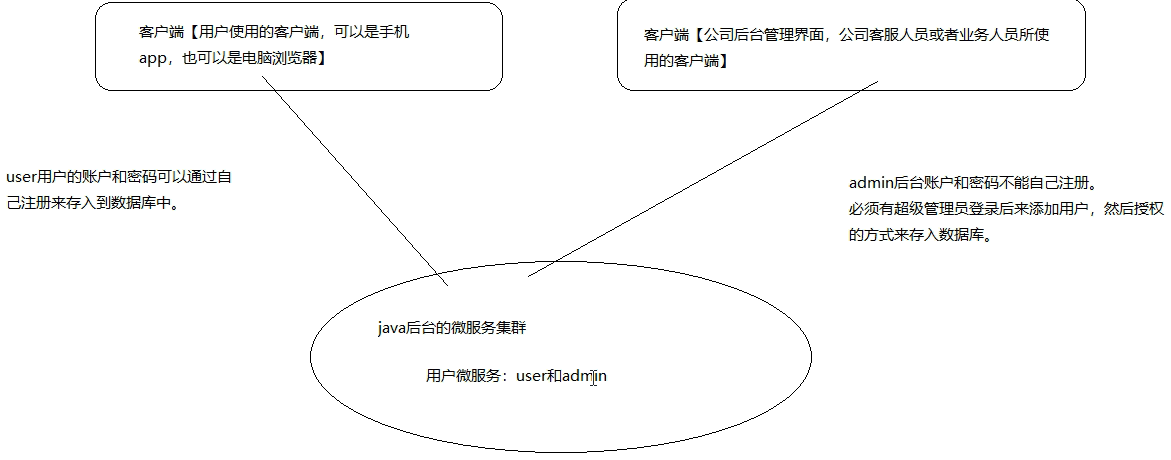 客户端【用户使用的客户端，可以是手机
app，也可以是电脑浏览器】
客户端【公司后台管理界面，公司客服人员或者业务人员所使
用的客户端】
user用户的账户和密码可以通过自
己注册来存入到数据库中。
admin后台账户和密码不能自己注册。
必须有超级管理员登录后来添加用户，然后授权
的方式来存入数据库。
java后台的微服务集群
用户微服务：user和admin